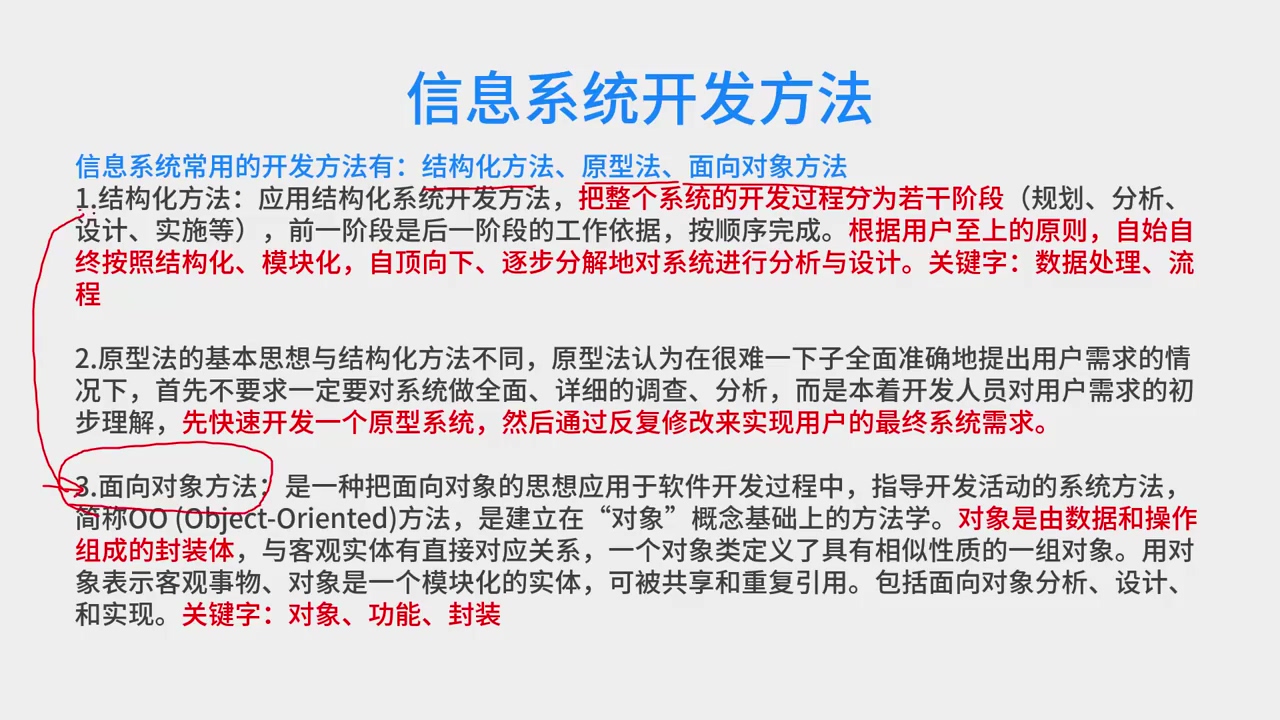 信息系统开发方法
信息系统常用的开发方法有：结构化方法、原型法、面向对象方法
1.结构化方法：应用结构化系统开发方法，把整个系统的开发过程分为若干阶段（规划、分析、
设计、实施等），前一阶段是后一阶段的工作依据，按顺序完成。根据用户至上的原则，自始自
终按照结构化、模块化，自顶向下、逐步分解地对系统进行分析与设计。关键字：数据处理、流
程
2.原型法的基本思想与结构化方法不同，原型法认为在很难一下子全面准确地提出用户需求的情
况下，首先不要求一定要对系统做全面、详细的调查、分析，而是本着开发人员对用户需求的初
步理解，先快速开发一个原型系统，然后通过反复修改来实现用户的最终系统需求。
3.面向对象方法：是一种把面向对象的思想应用于软件开发过程中，指导开发活动的系统方法，
简称OO (Object-Oriented)方法，是建立在“对象”概念基础上的方法学。对象是由数据和操作
组成的封装体，与客观实体有直接对应关系，一个对象类定义了具有相似性质的一组对象。用对
象表示客观事物、对象是一个模块化的实体，可被共享和重复引用。包括面向对象分析、设计、
和实现。关键字：对象、功能、封装